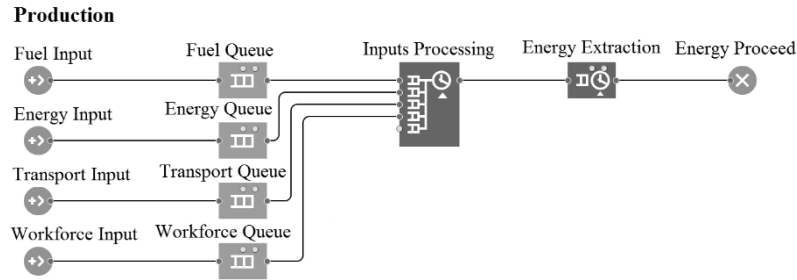 Production
Fuel Input
Fuel Queue
Inputs Processing
Energy Extraction
Energy Proceed
Energy Input
Energy Queue
Transport Input
Transport Queue
Workforce Input
Workforce Queue